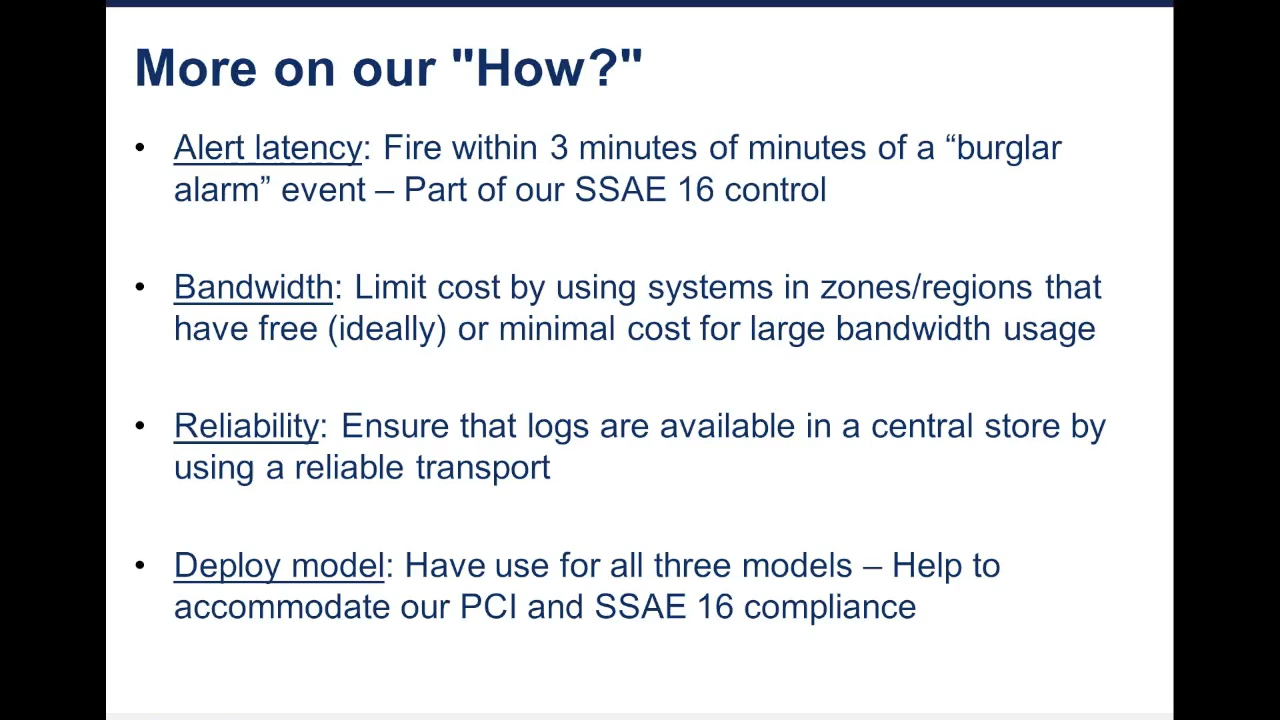 More on our "How?"
• Alert latency: Fire within 3 minutes of minutes of a “burglar
alarm” event – Part of our SSAE 16 control
• Bandwidth: Limit cost by using systems in zones/regions that
have free (ideally) or minimal cost for large bandwidth usage
• Reliability: Ensure that logs are available in a central store by
using a reliable transport
• Deploy model: Have use for all three models – Help to
accommodate our PCI and SSAE 16 compliance